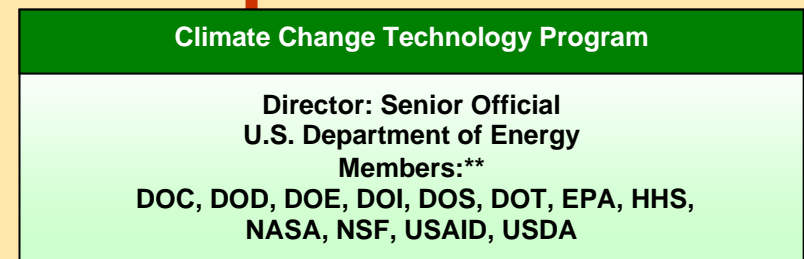 Climate Change Technology Program
Director: Senior Official
U.S. Department of Energy
Members:**
DOC, DOD, DOE, DOI, DOS, DOT, EPA, HHS,
NASA, NSF, USAID, USDA